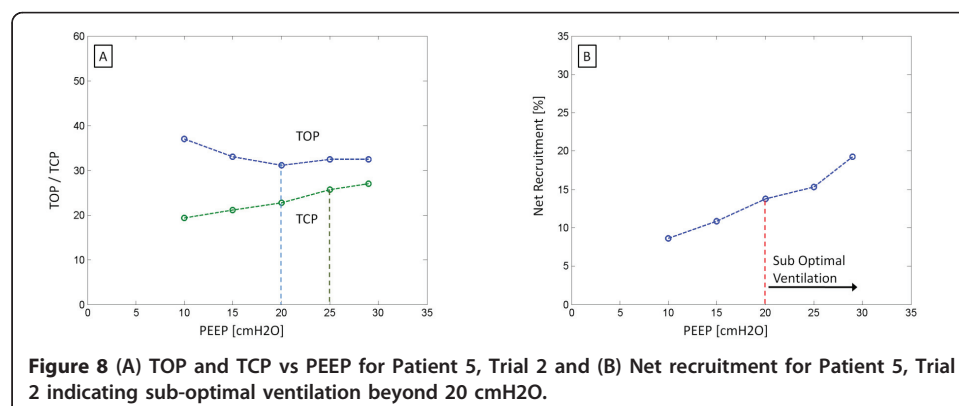 A
60
50
40
30
20
10
0
TOP / TCP
TOP
TCP
0 5 10 15 20 25 30 35
PEEP [cmH2O]
B
35
30
25
20
15
10
5
0
Net Recruitment [%]
Sub Optimal
Ventilation
0 5 10 15 20 25 30 35
PEEP [cmH2O]
Figure 8 (A) TOP and TCP vs PEEP for Patient 5, Trial 2 and (B) Net recruitment for Patient 5, Trial
2 indicating sub-optimal ventilation beyond 20 cmH2O.